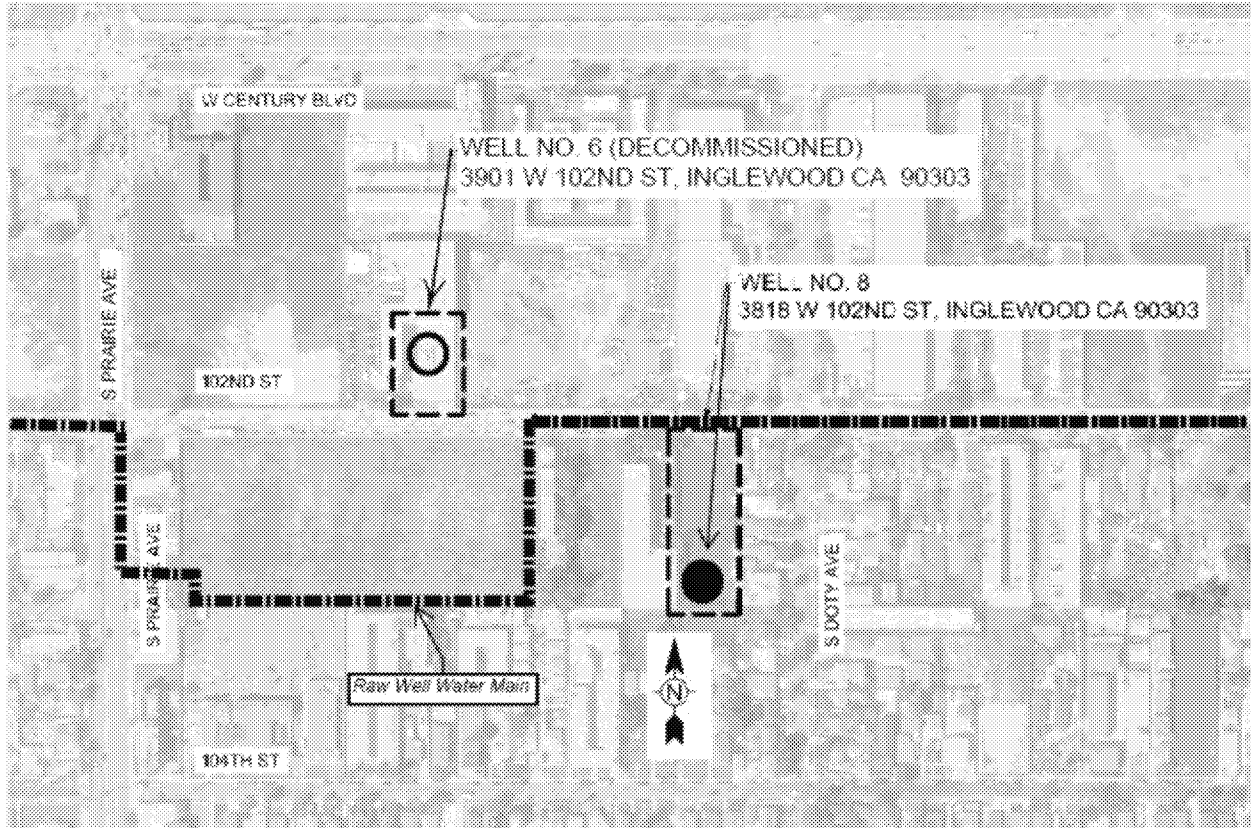 W CENTURY BLVD
WELL NO. 6 (DECOMMISSIONED)
3901 W 102ND ST, INGLEWOOD CA 90303
WELL NO. 8
3818 W 102ND ST, INGLEWOOD CA 90303
S PRAIRIE AVE
102ND ST
S PRAIRIE AVE
S DOTY AVE
Raw Well Water Main
N
104TH ST